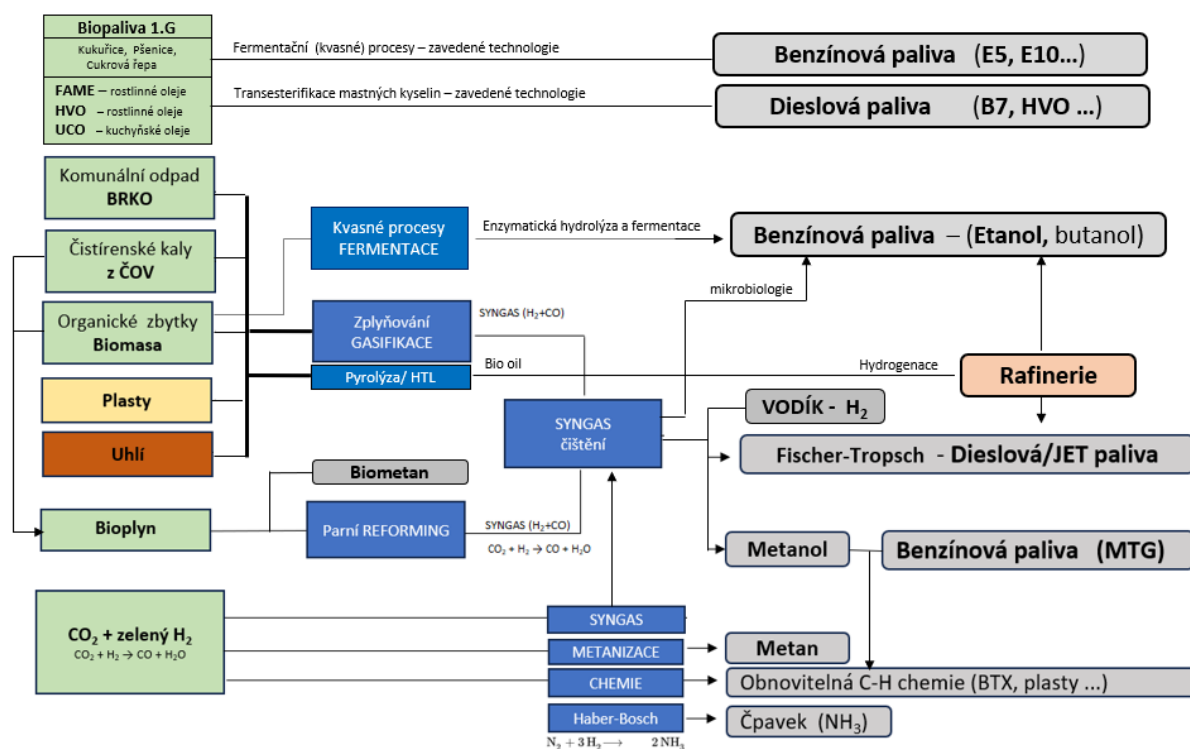 Biopaliva 1.G
Kukuřice, Pšenice,
Cukrová řepa
FAME – rostlinné oleje
HVO – rostlinné oleje
UCO – kuchyňské oleje
Fermentační (kvasné) procesy – zavedené technologie
Benzínová paliva (E5, E10...)
Transesterifikace mastných kyselin – zavedené technologie
Dieslová paliva (B7, HVO ...)
Komunální odpad
BRKO
Čistírenské kaly
z ČOV
Organické zbytky
Biomasa
Plasty
Uhlí
Bioplyn
Kvasné procesy
FERMENTACE
Enzymatická hydrolýza a fermentace
Benzínová paliva – (Etanol, butanol)
mikrobiologie
Zplyňování
GASIFIKACE
SYNGAS (H2+CO)
Pyrolýza/ HTL
Bio oil
Hydrogenace
Rafinerie
SYNGAS
čištění
VODÍK - H2
Fischer-Tropsch - Dieslová/JET paliva
Biometan
Parní REFORMING
SYNGAS (H2+CO)
CO2 + H2 → CO + H2O
Metanol
Benzínová paliva (MTG)
CO2 + zelený H2
CO2 + H2 → CO + H2O
SYNGAS
METANIZACE
Metan
CHEMIE
Obnovitelná C-H chemie (BTX, plasty ...)
Haber-Bosch
Čpavek (NH3)
N2 + 3H2 → 2NH3